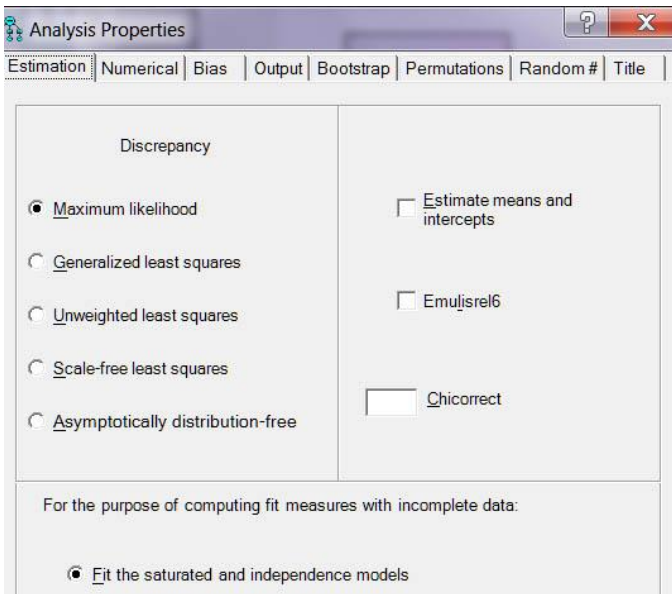 Analysis Properties
Estimation Numerical Bias Output Bootstrap Permutations Random # Title
Discrepancy
Maximum likelihood
Generalized least squares
Unweighted least squares
Scale-free least squares
Asymptotically distribution-free
Estimate means and
intercepts
Emulisrel6
Chicorrect
For the purpose of computing fit measures with incomplete data:
Fit the saturated and independence models